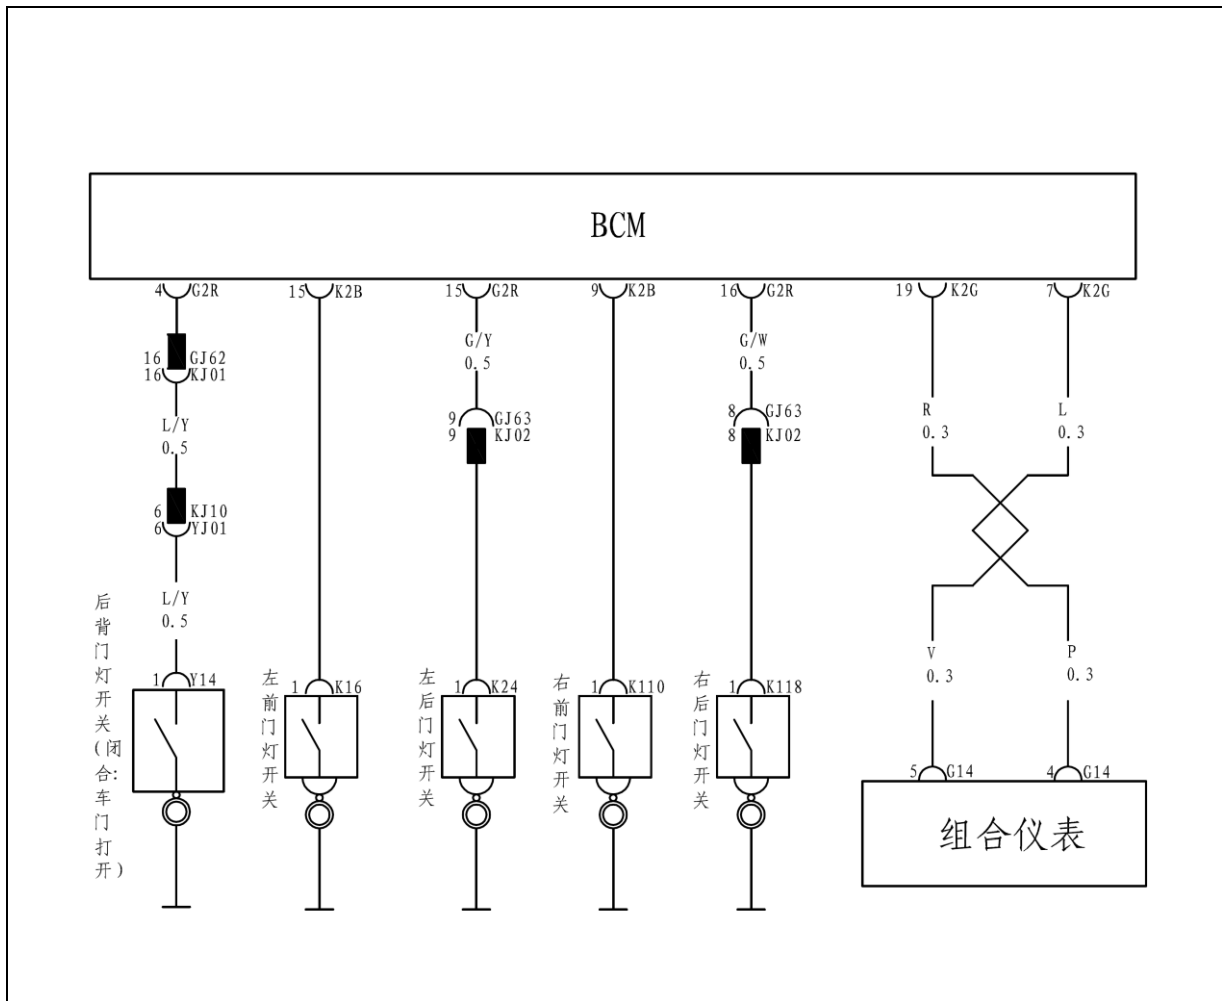 BCM
4 G2R
15 K2B
15 G2R
9 K2B
16 G2R
19 K2G
7 K2G
G/Y
0.5
G/W
0.5
16 GJ62
16 KJ01
9 GJ63
9 KJ02
8 GJ63
8 KJ02
R
0.3
L
0.3
L/Y
0.5
6 KJ10
6 YJ01
L/Y
0.5
V
0.3
P
0.3
后背门灯开关(闭合:车门打开)
1 Y14
左前门灯开关
1 K16
左后门灯开关
1 K24
右前门灯开关
1 K110
右后门灯开关
1 K118
5 G14
4 G14
组合仪表